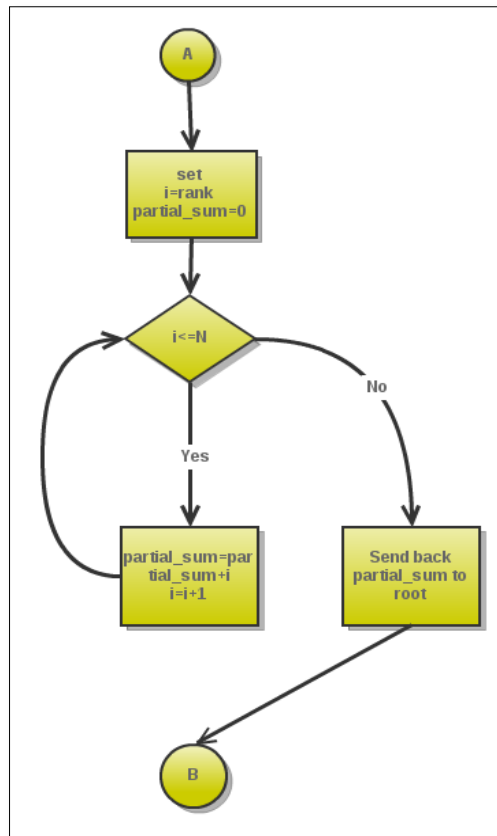 A
set
i=rank
partial_sum=0
i<=N
No
Yes
partial_sum=par
tial_sum+i
i=i+1
Send back
partial_sum to
root
B